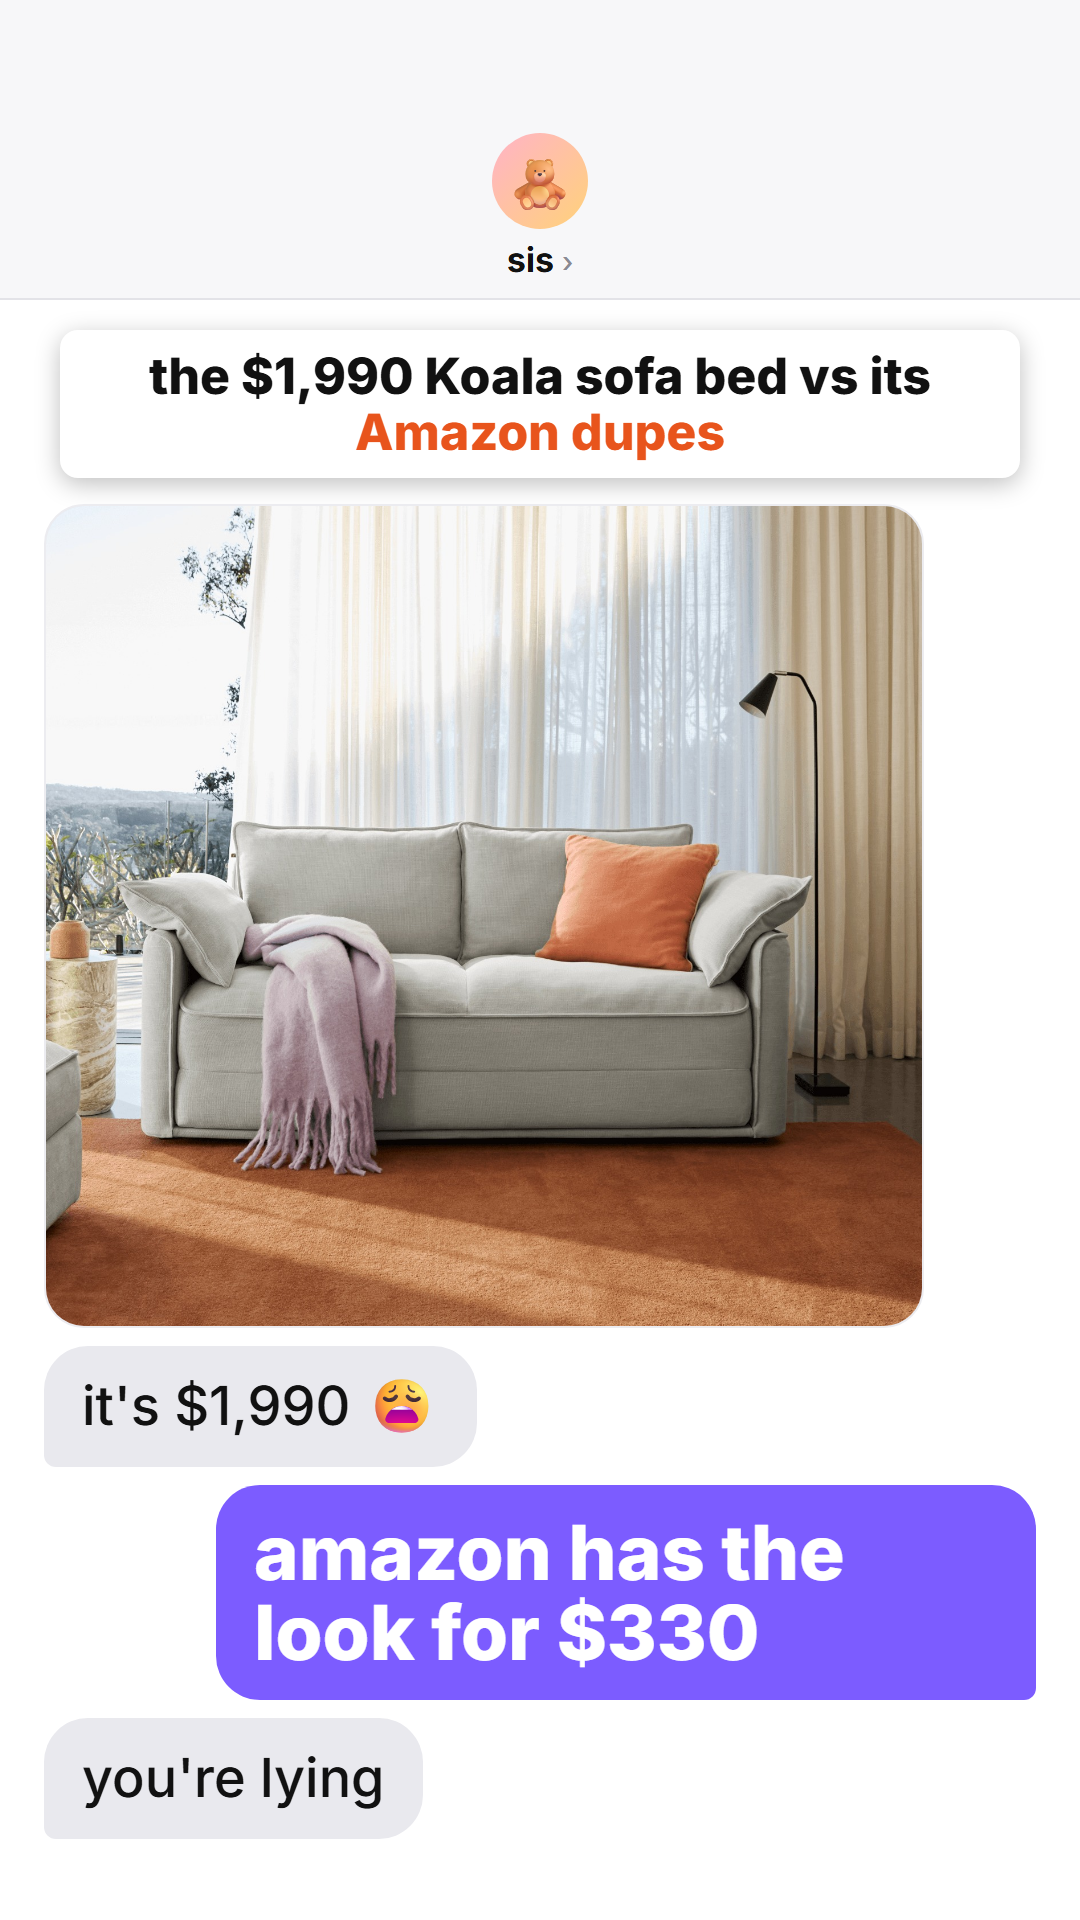 sis ›
the $1,990 Koala sofa bed vs its
Amazon dupes
it's $1,990 😩
amazon has the
look for $330
you're lying